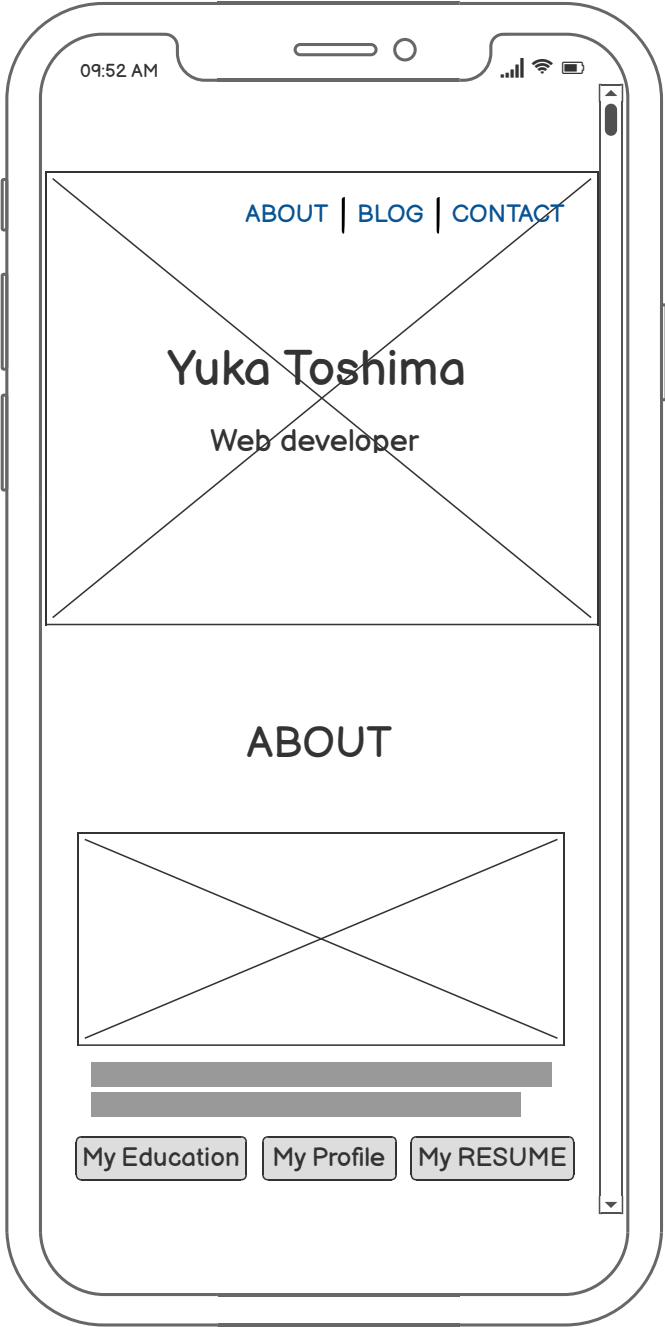 09:52 AM
ABOUT | BLOG | CONTACT
Yuka Toshima
Web developer
ABOUT
My Education My Profile My RESUME